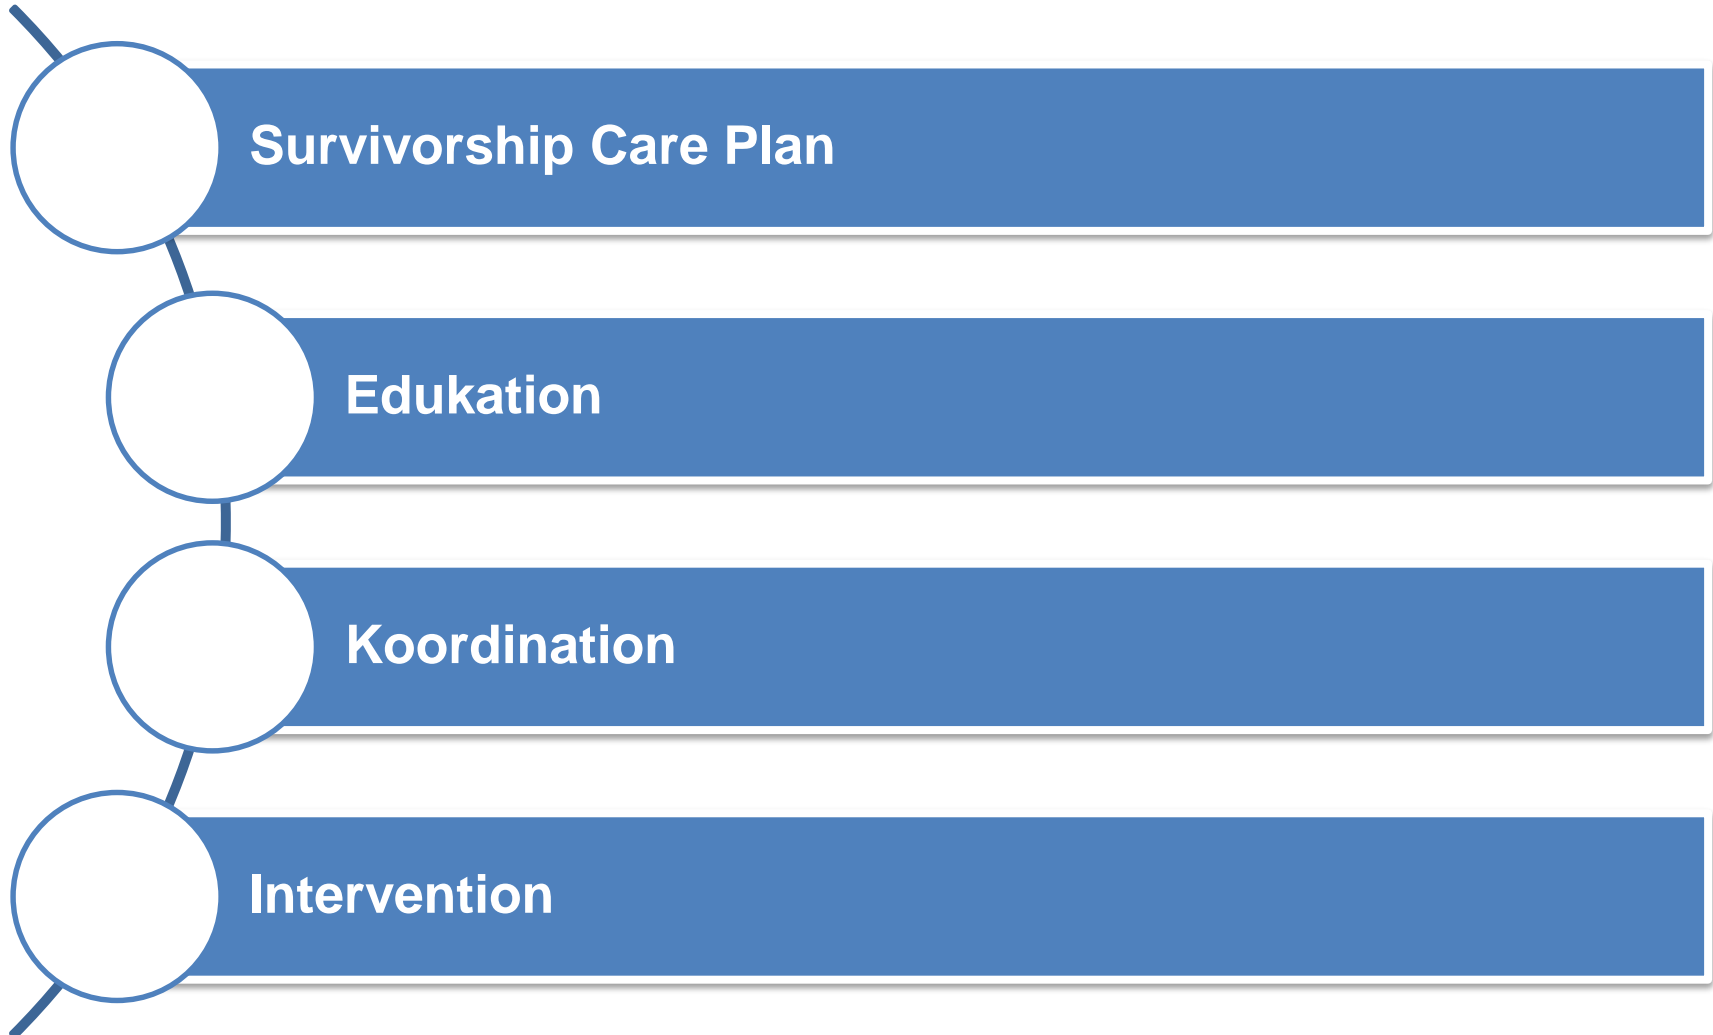 Survivorship Care Plan
Edukation
Koordination
Intervention